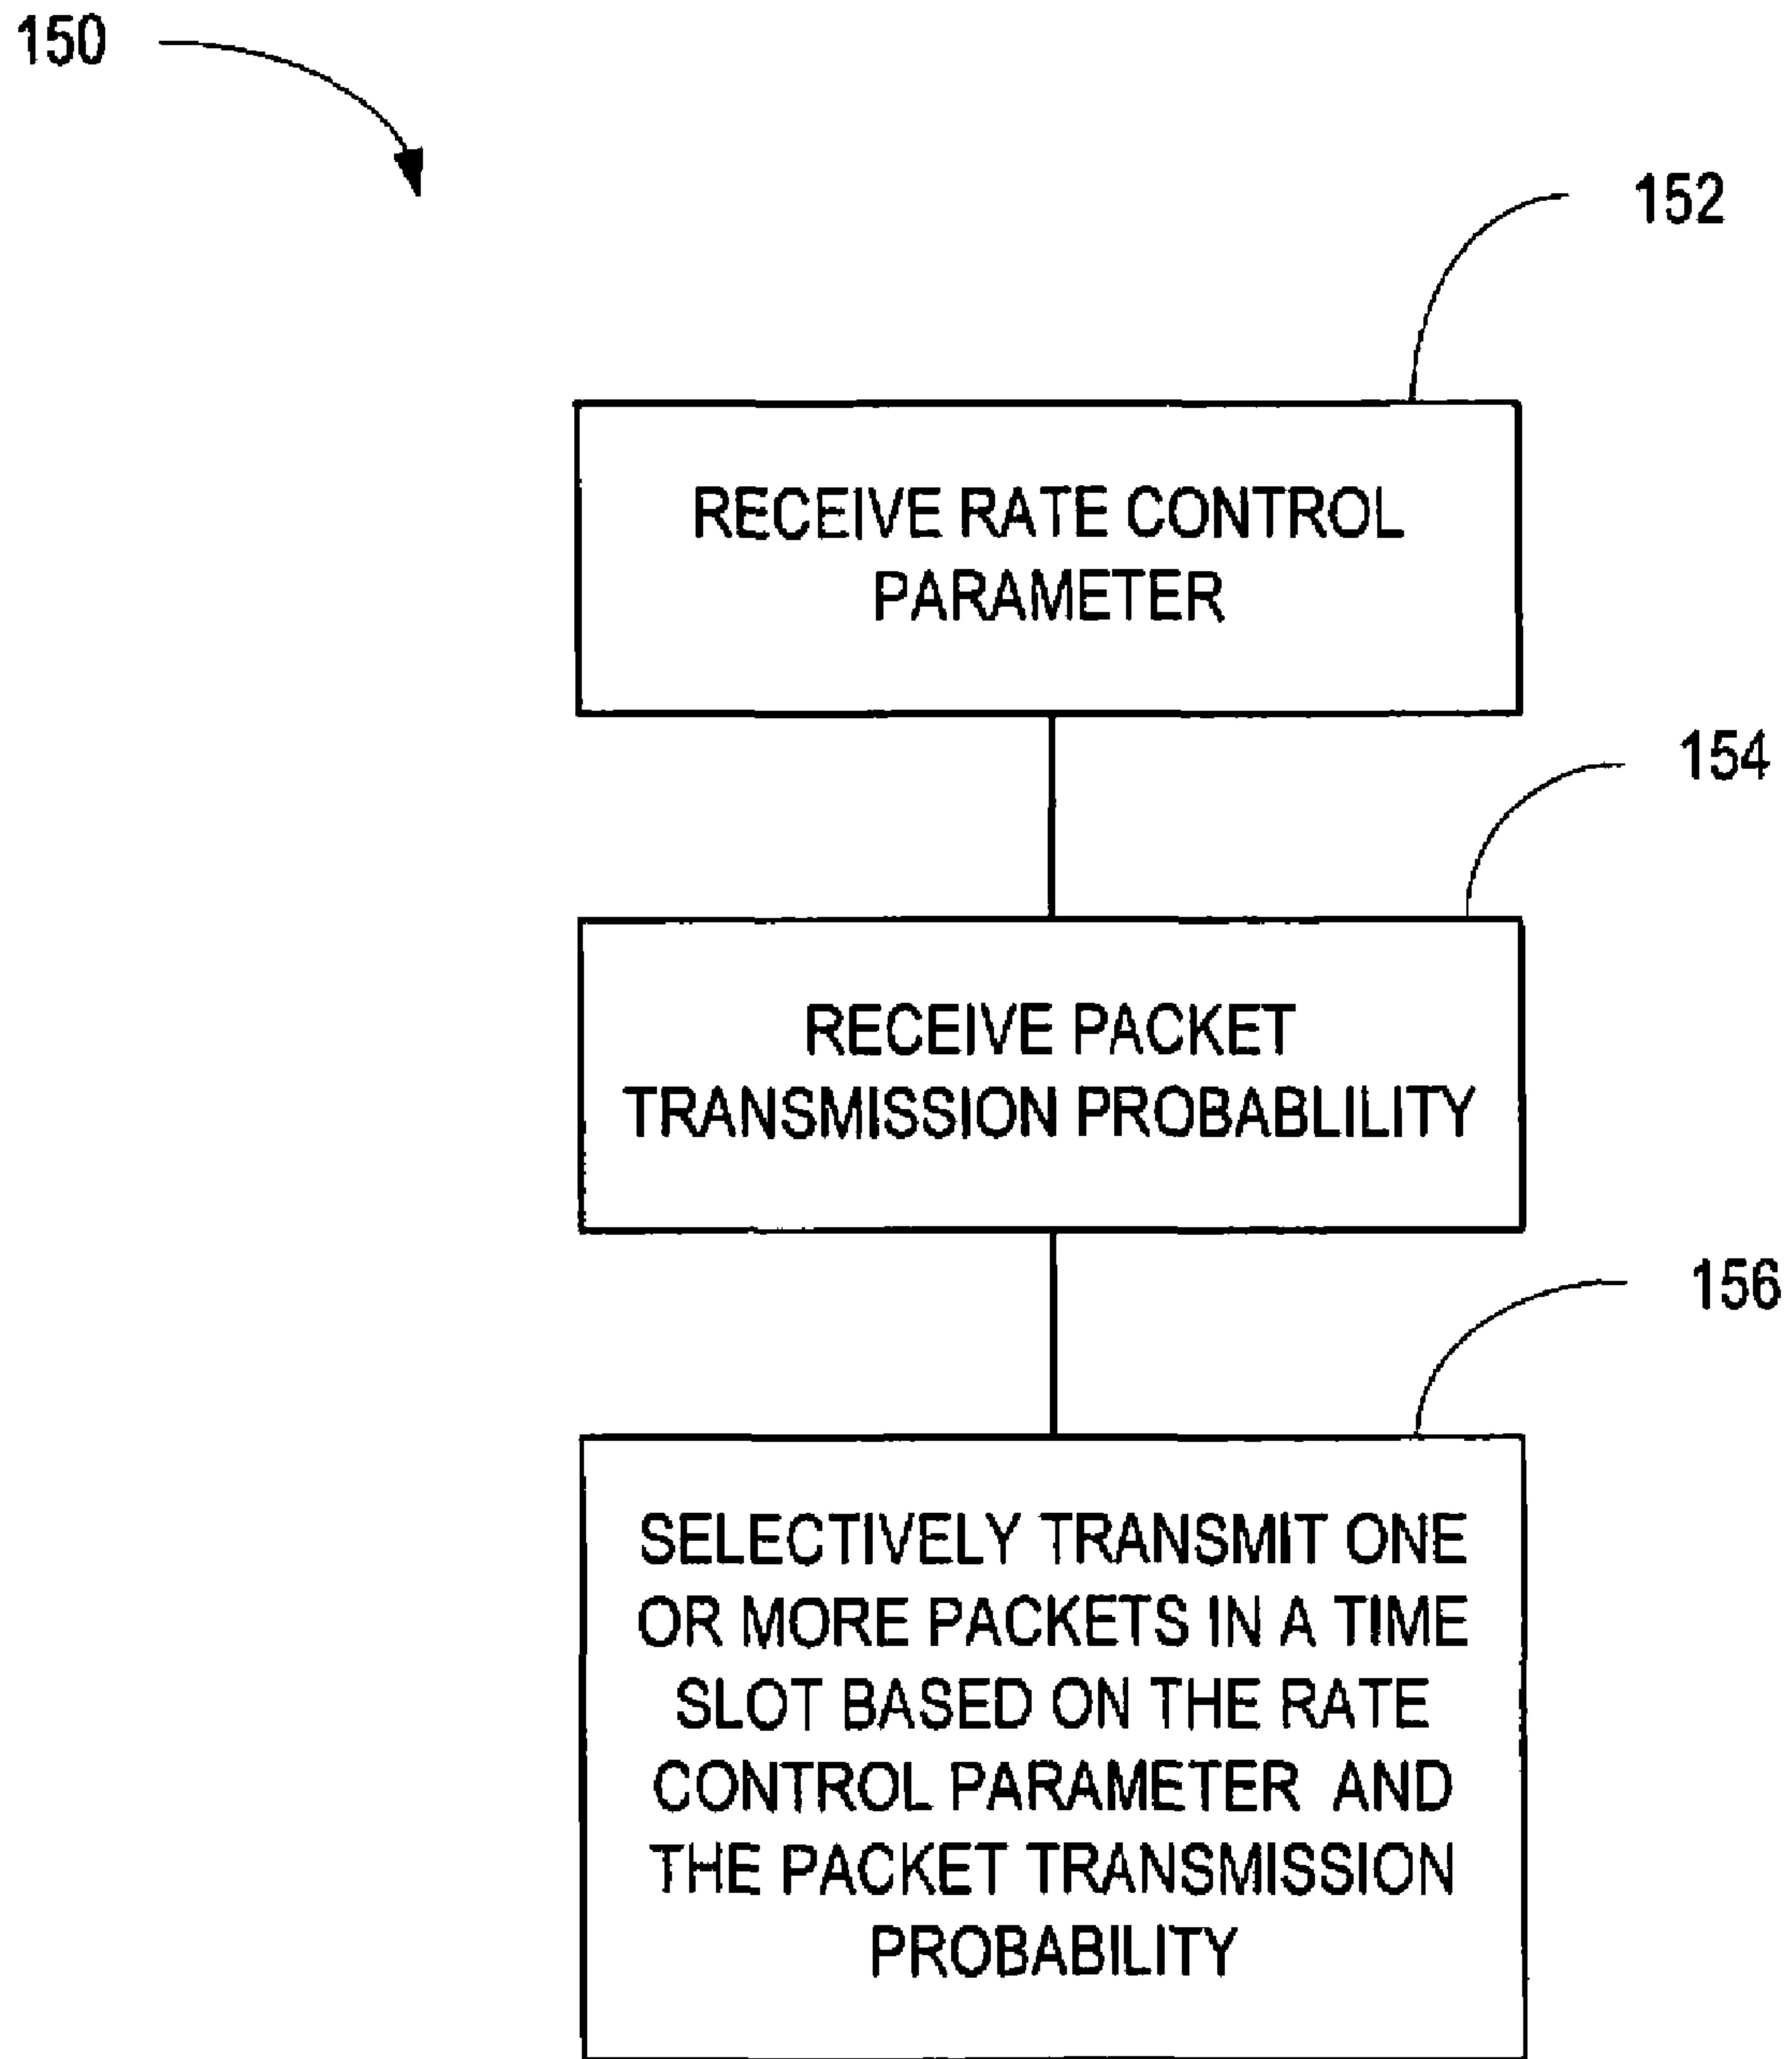 150
152
RECEIVE RATE CONTROL
PARAMETER
154
RECEIVE PACKET
TRANSMISSION PROBABLILITY
156
SELECTIVELY TRANSMIT ONE
OR MORE PACKETS IN A TIME
SLOT BASED ON THE RATE
CONTROL PARAMETER AND
THE PACKET TRANSMISSION
PROBABILITY